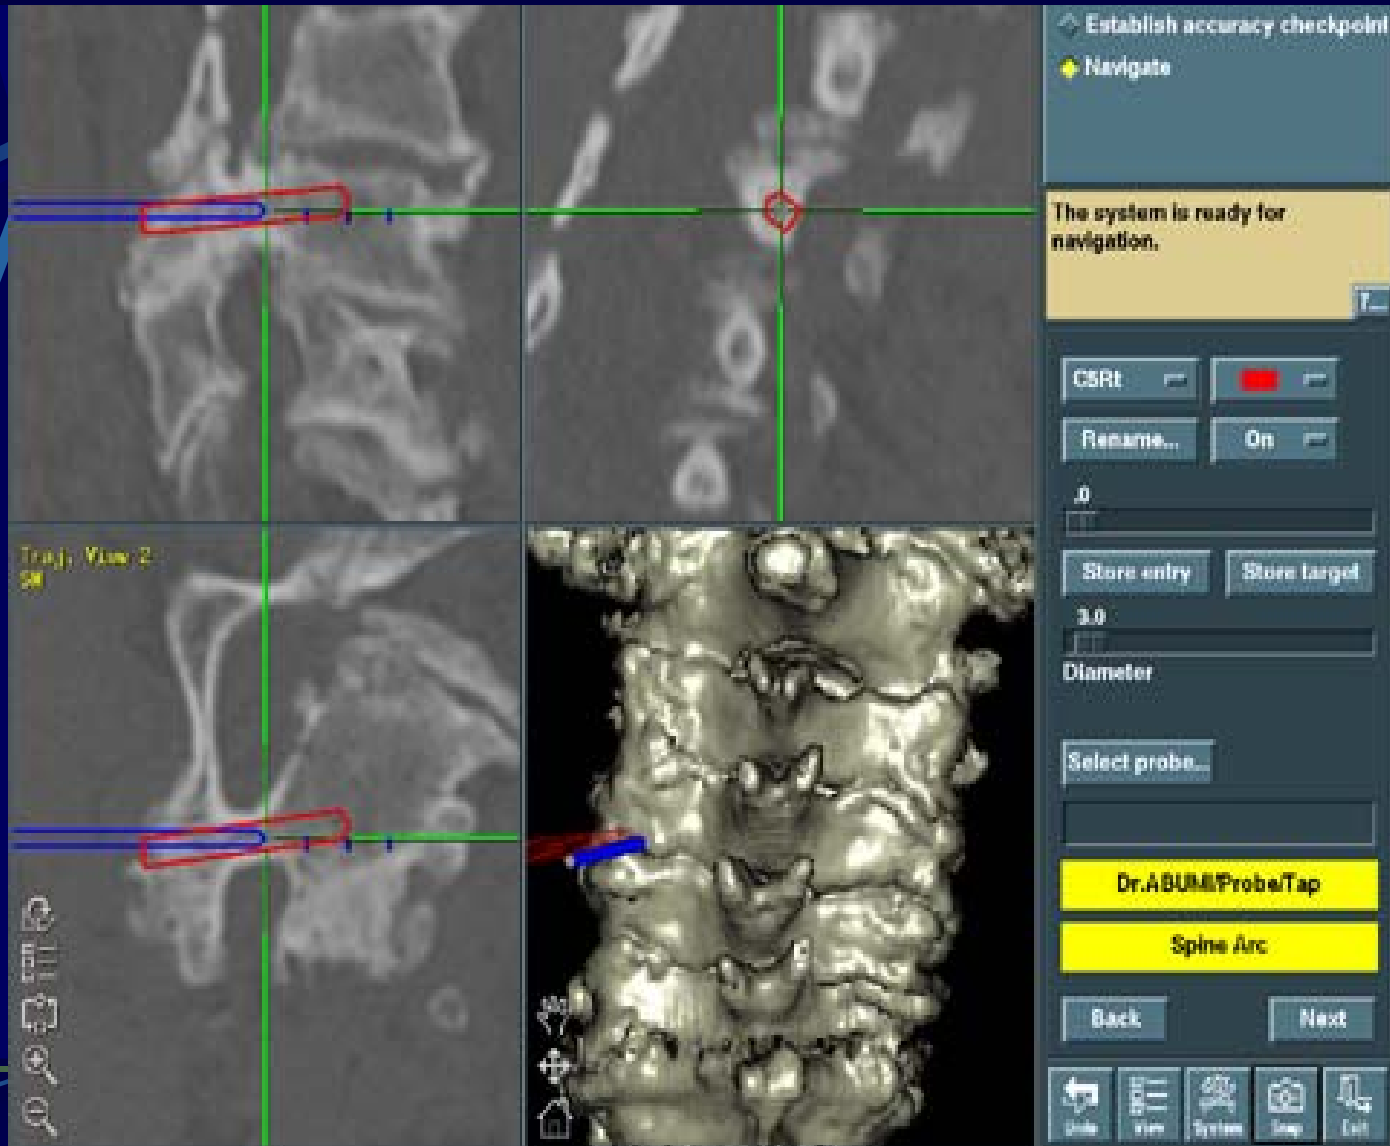 Establish accuracy checkpoint
Navigate
The system is ready for
navigation.
T...
C5Rt
Rename...
On
.0
Store entry
Store target
3.0
Diameter
Select probe...
Dr.ABUMI/Probe/Tap
Spine Arc
Back
Next
Undo
View
System
Snap
Exit
Traj. View 2